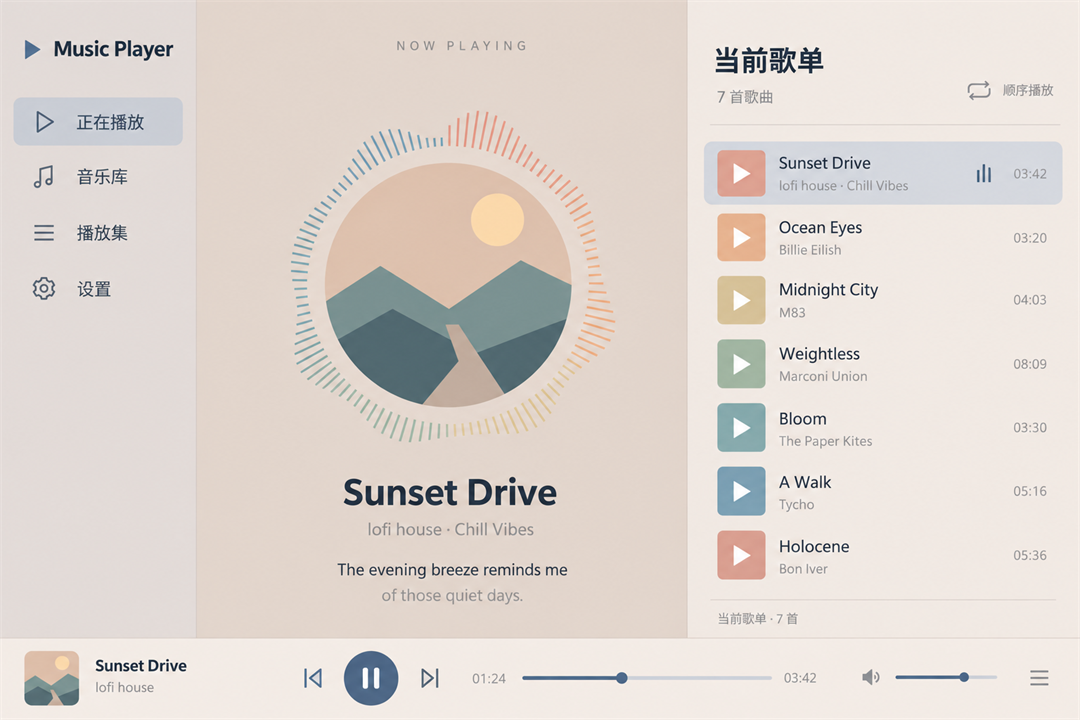 Music Player
正在播放
音乐库
播放集
设置
NOW PLAYING
Sunset Drive
lofi house · Chill Vibes
The evening breeze reminds me
of those quiet days.
当前歌单
7 首歌曲
顺序播放
Sunset Drive
lofi house · Chill Vibes
03:42
Ocean Eyes
Billie Eilish
03:20
Midnight City
M83
04:03
Weightless
Marconi Union
08:09
Bloom
The Paper Kites
03:30
A Walk
Tycho
05:16
Holocene
Bon Iver
05:36
当前歌单 · 7 首
Sunset Drive
lofi house
01:24
03:42